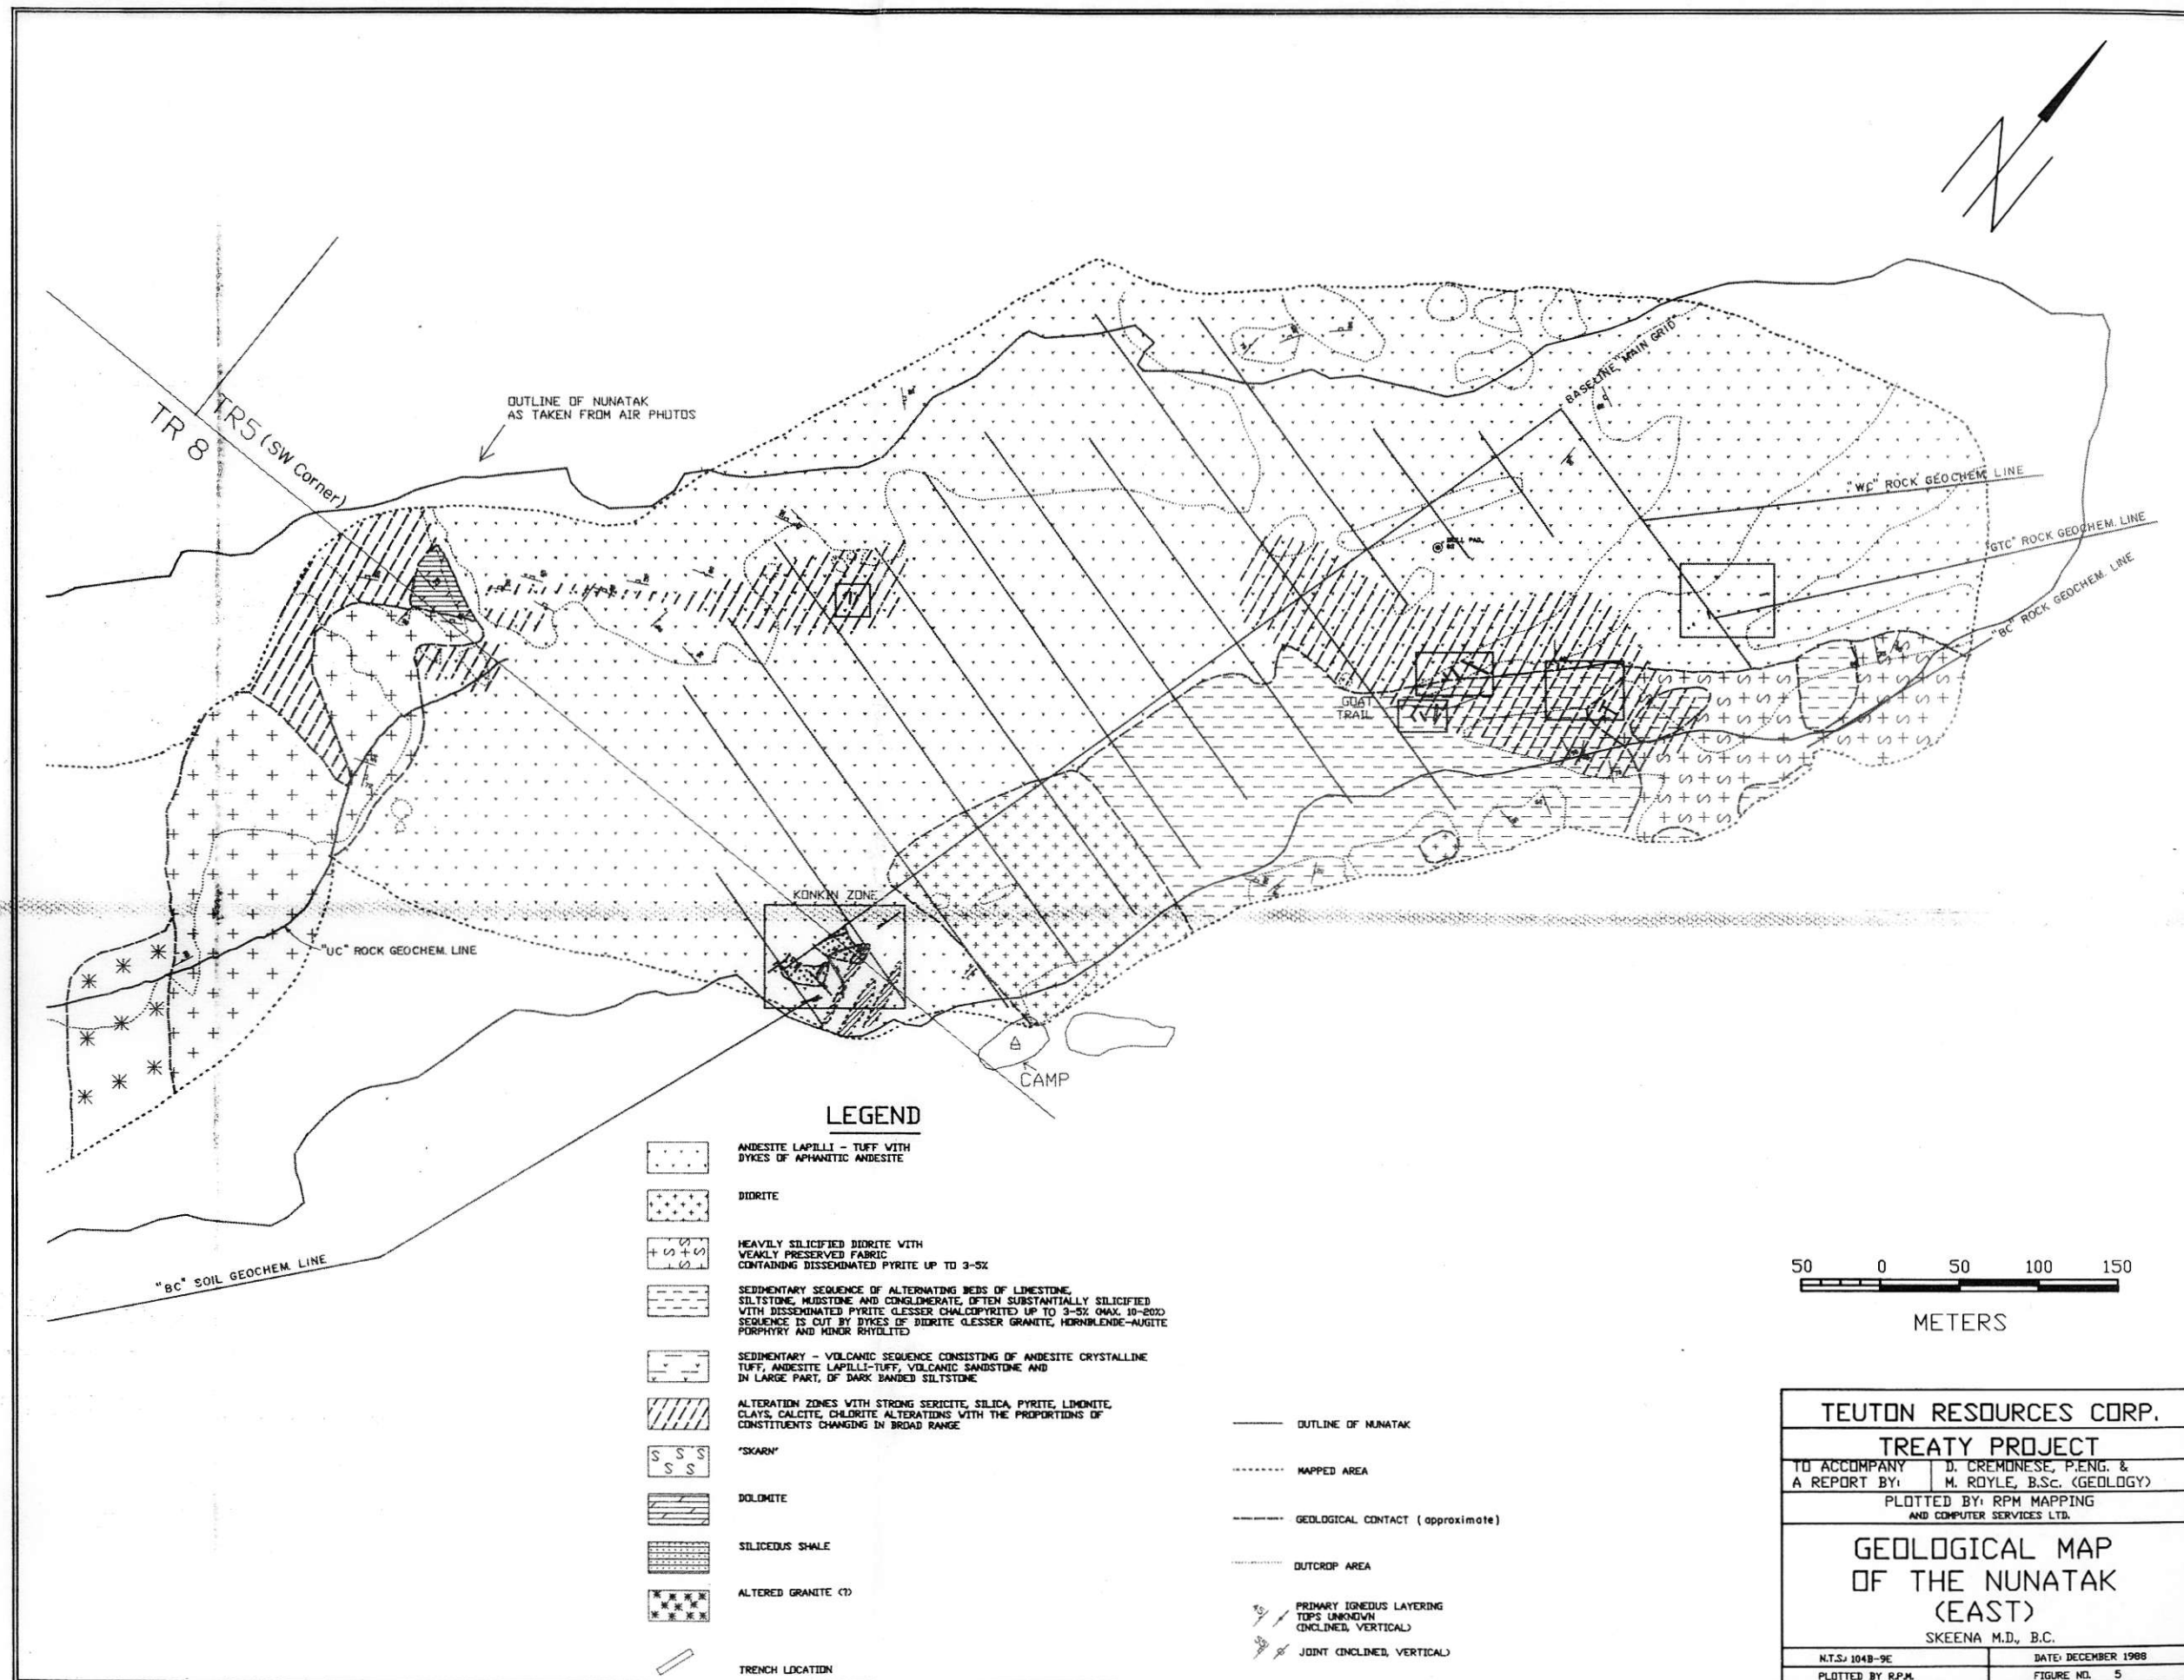 OUTLINE OF NUNATAK
AS TAKEN FROM AIR PHOTOS
TR5 (SW Corner)
TR 8
BASELINE "MAIN GRID"
"WC" ROCK GEOCHEM. LINE
"GTC" ROCK GEOCHEM. LINE
"BC" ROCK GEOCHEM. LINE
GOAT
TRAIL
KONKIN ZONE
"UC" ROCK GEOCHEM. LINE
CAMP
"BC" SOIL GEOCHEM. LINE
LEGEND
ANDESITE LAPILLI - TUFF WITH
DYKES OF APHANITIC ANDESITE
DIORITE
HEAVILY SILICIFIED DIORITE WITH
WEAKLY PRESERVED FABRIC
CONTAINING DISSEMINATED PYRITE UP TO 3-5%
SEDIMENTARY SEQUENCE OF ALTERNATING BEDS OF LIMESTONE,
SILTSTONE, MUDSTONE AND CONGLOMERATE, OFTEN SUBSTANTIALLY SILICIFIED
WITH DISSEMINATED PYRITE (LESSER CHALCOPYRITE) UP TO 3-5% (MAX. 10-20%)
SEQUENCE IS CUT BY DYKES OF DIORITE (LESSER GRANITE, HORNBLENDE-AUGITE
PORPHYRY AND MINOR RHYOLITE)
SEDIMENTARY - VOLCANIC SEQUENCE CONSISTING OF ANDESITE CRYSTALLINE
TUFF, ANDESITE LAPILLI-TUFF, VOLCANIC SANDSTONE AND
IN LARGE PART, OF DARK BANDED SILTSTONE
ALTERATION ZONES WITH STRONG SERICITE, SILICA, PYRITE, LIMONITE,
CLAYS, CALCITE, CHLORITE ALTERATIONS WITH THE PROPORTIONS OF
CONSTITUENTS CHANGING IN BROAD RANGE
"SKARN"
DOLOMITE
SILICEOUS SHALE
ALTERED GRANITE (?)
TRENCH LOCATION
OUTLINE OF NUNATAK
MAPPED AREA
GEOLOGICAL CONTACT (approximate)
OUTCROP AREA
PRIMARY IGNEOUS LAYERING
TOPS UNKNOWN
(INCLINED, VERTICAL)
JOINT (INCLINED, VERTICAL)
50 0 50 100 150
METERS
TEUTON RESOURCES CORP.
TREATY PROJECT
TO ACCOMPANY
A REPORT BY:
D. CREMONESE, P.ENG. &
M. ROYLE, B.Sc. (GEOLOGY)
PLOTTED BY: RPM MAPPING
AND COMPUTER SERVICES LTD.
GEOLOGICAL MAP
OF THE NUNATAK
(EAST)
SKEENA M.D., B.C.
N.T.S.: 104B-9E
DATE: DECEMBER 1988
PLOTTED BY R.P.M.
FIGURE NO. 5